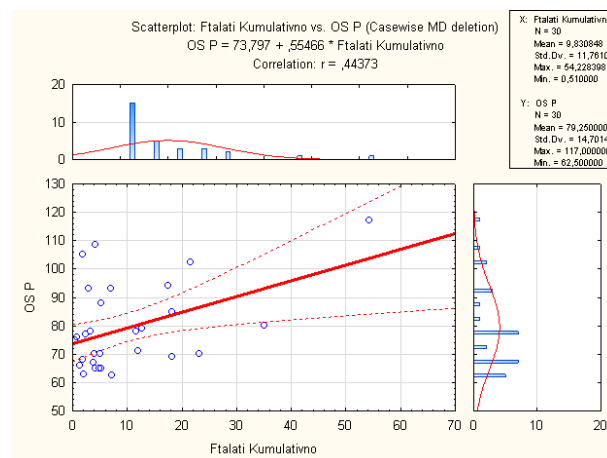 Scatterplot: Ftalati Kumulativno vs. OS P (Casewise MD deletion)
OS P = 73,797 + ,55466 * Ftalati Kumulativno
Correlation: r = ,44373
X: Ftalati Kumulativno
N = 30
Mean = 9,830848
Std.Dv. = 11,7610
Max. = 54,228398
Min. = 0,510000
Y: OS P
N = 30
Mean = 79,250000
Std.Dv. = 14,7014
Max. = 117,000000
Min. = 62,500000
20
10
0
130
120
110
100
90
80
70
60
50
OS P
0 10 20 30 40 50 60 70
Ftalati Kumulativno
0 10 20